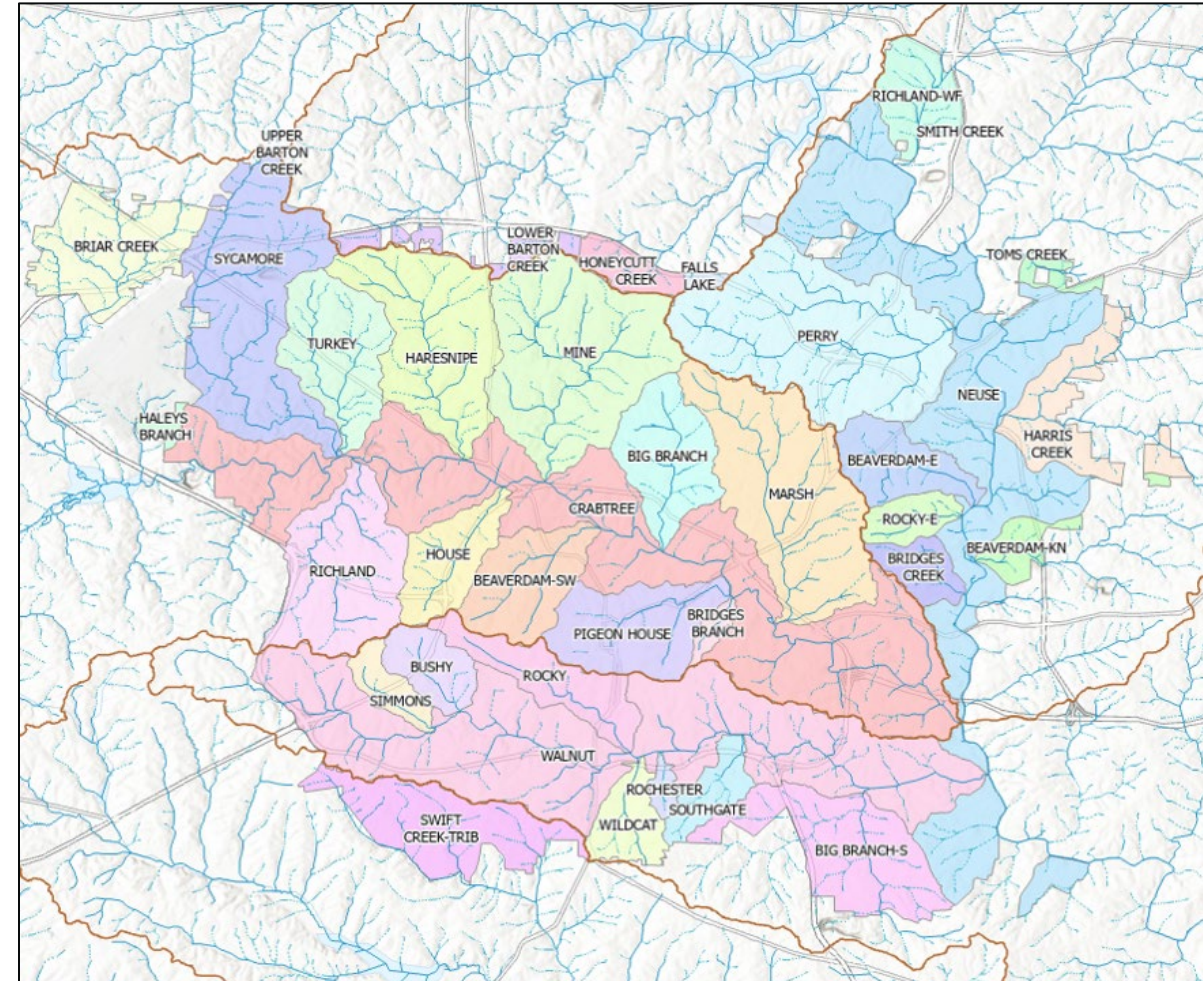 RICHLAND-WF
SMITH CREEK
UPPER
BARTON
CREEK
BRIAR CREEK
SYCAMORE
LOWER
BARTON
CREEK
HONEYCUTT
CREEK
FALLS
LAKE
TOMS CREEK
TURKEY
HARESNIPE
MINE
PERRY
NEUSE
HALEYS
BRANCH
BIG BRANCH
BEAVERDAM-E
HARRIS
CREEK
MARSH
CRABTREE
ROCKY-E
HOUSE
BEAVERDAM-KN
RICHLAND
BEAVERDAM-SW
BRIDGES
CREEK
PIGEON HOUSE
BRIDGES
BRANCH
BUSHY
ROCKY
SIMMONS
WALNUT
ROCHESTER
SOUTHGATE
WILDCAT
SWIFT
CREEK-TRIB
BIG BRANCH-S